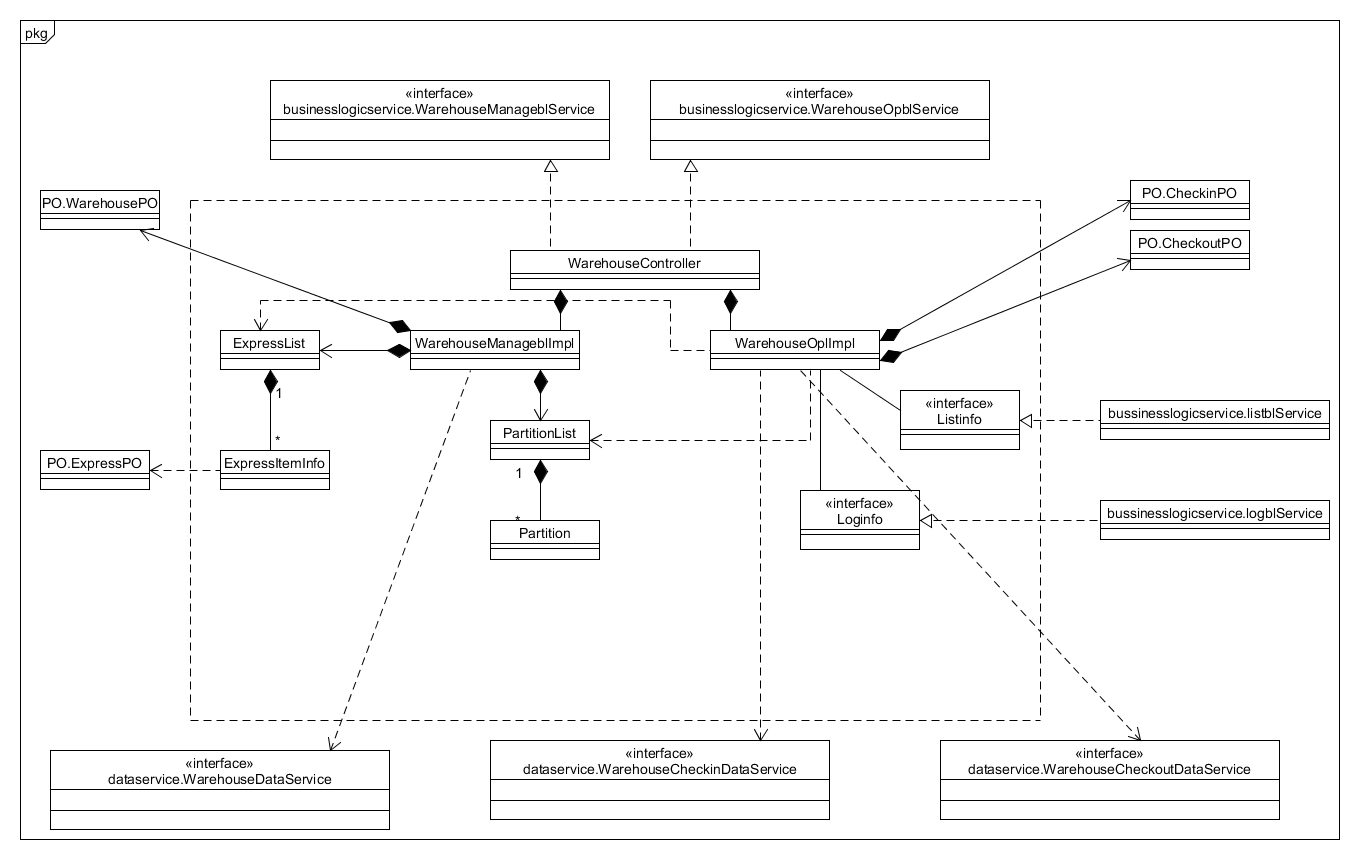 pkg
«interface»
businesslogicservice.WarehouseManageblService
«interface»
businesslogicservice.WarehouseOpblService
PO.WarehousePO
PO.CheckinPO
PO.CheckoutPO
WarehouseController
ExpressList
WarehouseManageblImpl
WarehouseOplImpl
1
«interface»
Listinfo
bussinesslogicservice.listblService
PartitionList
*
PO.ExpressPO
ExpressItemInfo
1
«interface»
Loginfo
bussinesslogicservice.logblService
*
Partition
«interface»
dataservice.WarehouseDataService
«interface»
dataservice.WarehouseCheckinDataService
«interface»
dataservice.WarehouseCheckoutDataService